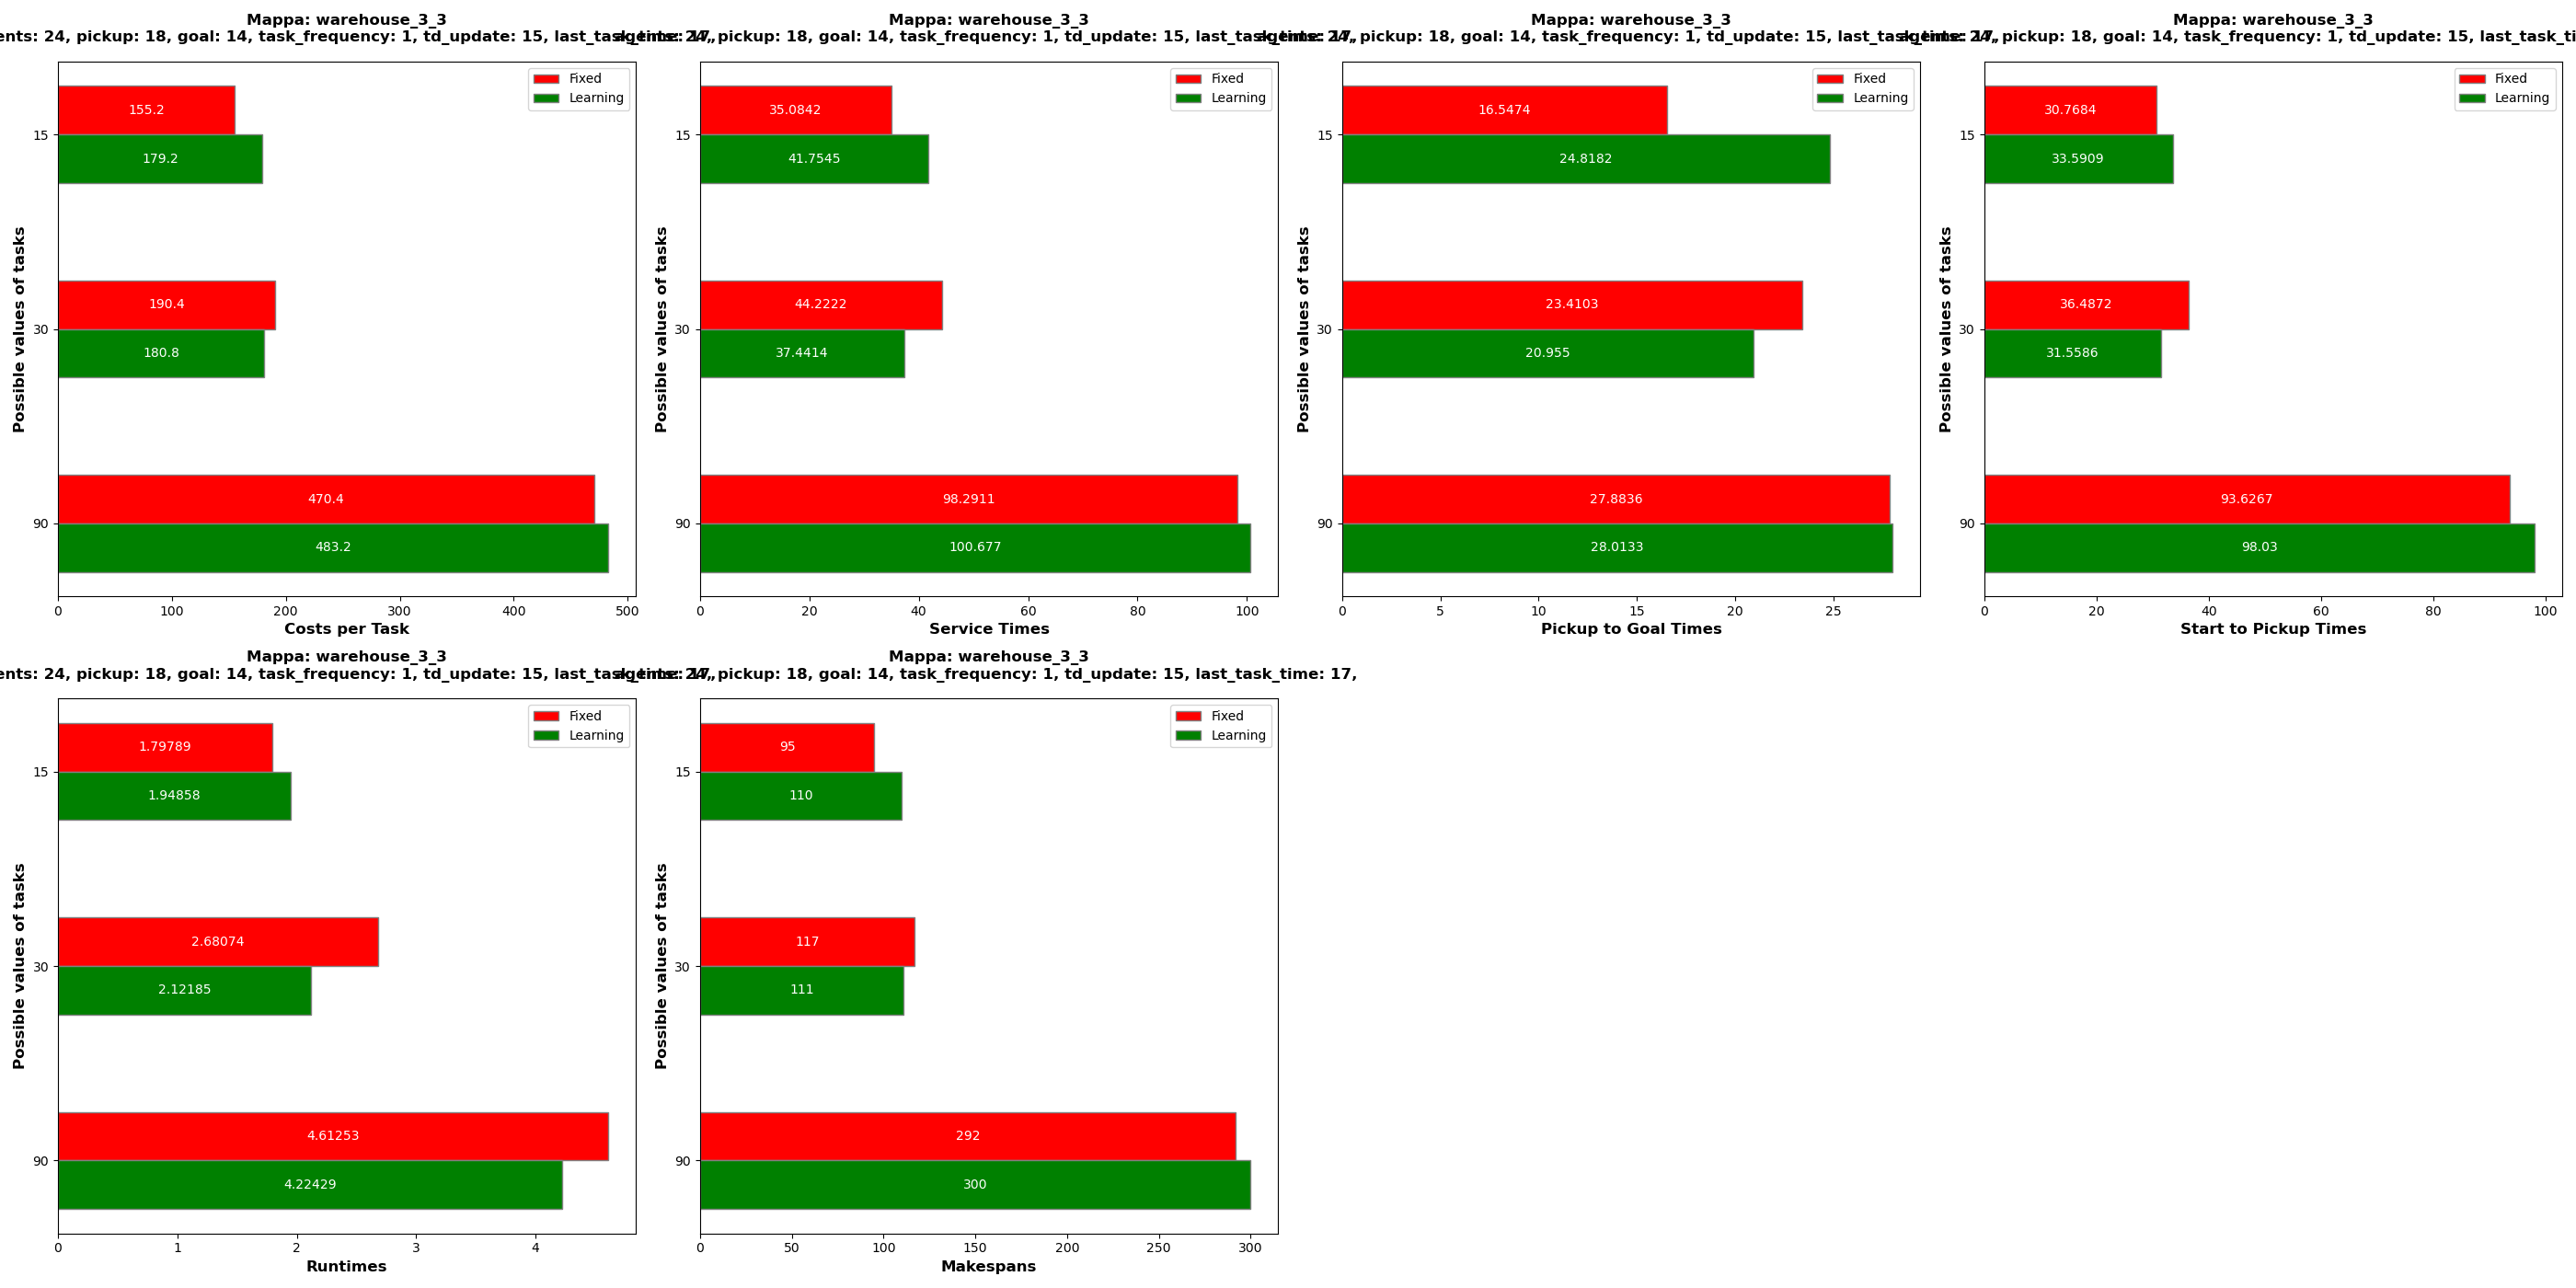 Mappa: warehouse_3_3
ents: 24, pickup: 18, goal: 14, task_frequency: 1, td_update: 15, last_task_time: 17,
Fixed
Learning
Possible values of tasks
15
155.2
179.2
30
190.4
180.8
90
470.4
483.2
0 100 200 300 400 500
Costs per Task
Mappa: warehouse_3_3
agents: 24, pickup: 18, goal: 14, task_frequency: 1, td_update: 15, last_task_time: 17,
Fixed
Learning
Possible values of tasks
15
35.0842
41.7545
30
44.2222
37.4414
90
98.2911
100.677
0 20 40 60 80 100
Service Times
Mappa: warehouse_3_3
agents: 24, pickup: 18, goal: 14, task_frequency: 1, td_update: 15, last_task_time: 17,
Fixed
Learning
Possible values of tasks
15
16.5474
24.8182
30
23.4103
20.955
90
27.8836
28.0133
0 5 10 15 20 25
Pickup to Goal Times
Mappa: warehouse_3_3
agents: 24, pickup: 18, goal: 14, task_frequency: 1, td_update: 15, last_task_ti
Fixed
Learning
Possible values of tasks
15
30.7684
33.5909
30
36.4872
31.5586
90
93.6267
98.03
0 20 40 60 80 100
Start to Pickup Times
Mappa: warehouse_3_3
ents: 24, pickup: 18, goal: 14, task_frequency: 1, td_update: 15, last_task_time: 17,
Fixed
Learning
Possible values of tasks
15
1.79789
1.94858
30
2.68074
2.12185
90
4.61253
4.22429
0 1 2 3 4
Runtimes
Mappa: warehouse_3_3
agents: 24, pickup: 18, goal: 14, task_frequency: 1, td_update: 15, last_task_time: 17,
Fixed
Learning
Possible values of tasks
15
95
110
30
117
111
90
292
300
0 50 100 150 200 250 300
Makespans